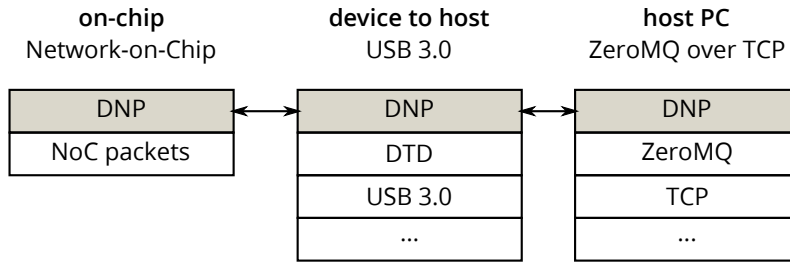 on-chip
Network-on-Chip
device to host
USB 3.0
host PC
ZeroMQ over TCP
DNP
NoC packets
DNP
DTD
USB 3.0
...
DNP
ZeroMQ
TCP
...